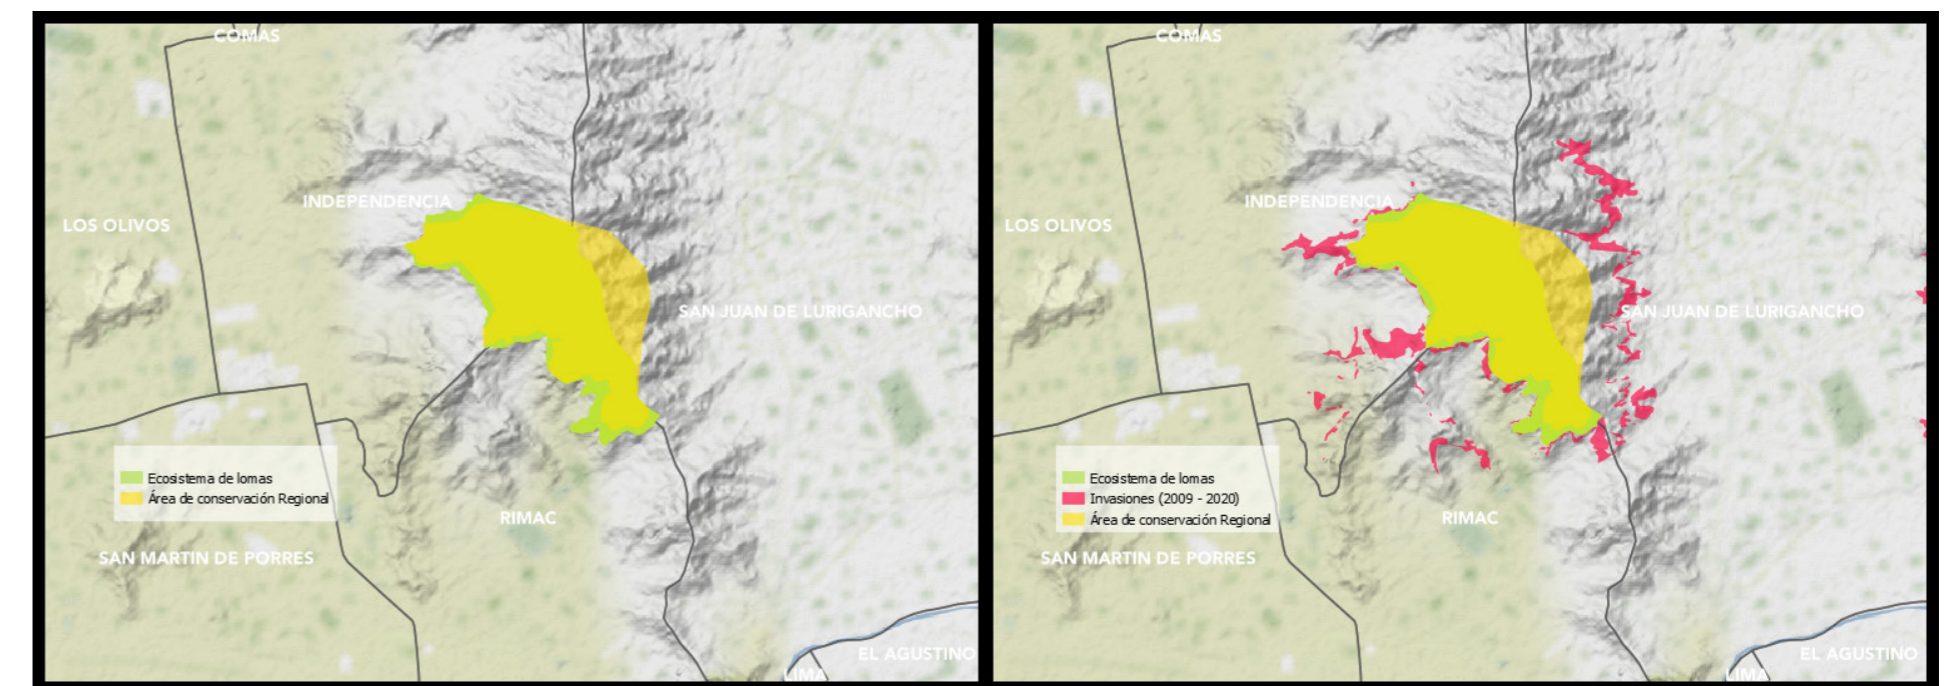 COMAS
INDEPENDENCIA
LOS OLIVOS
SAN JUAN DE LURIGANCHO
Ecosistema de lomas
Área de conservación Regional
RIMAC
SAN MARTIN DE PORRES
EL AGUSTINO
LIMA
COMAS
INDEPENDENCIA
LOS OLIVOS
SAN JUAN DE LURIGANCHO
Ecosistema de lomas
Invasiones (2009 - 2020)
Área de conservación Regional
RIMAC
SAN MARTIN DE PORRES
EL AGUSTINO
LIMA